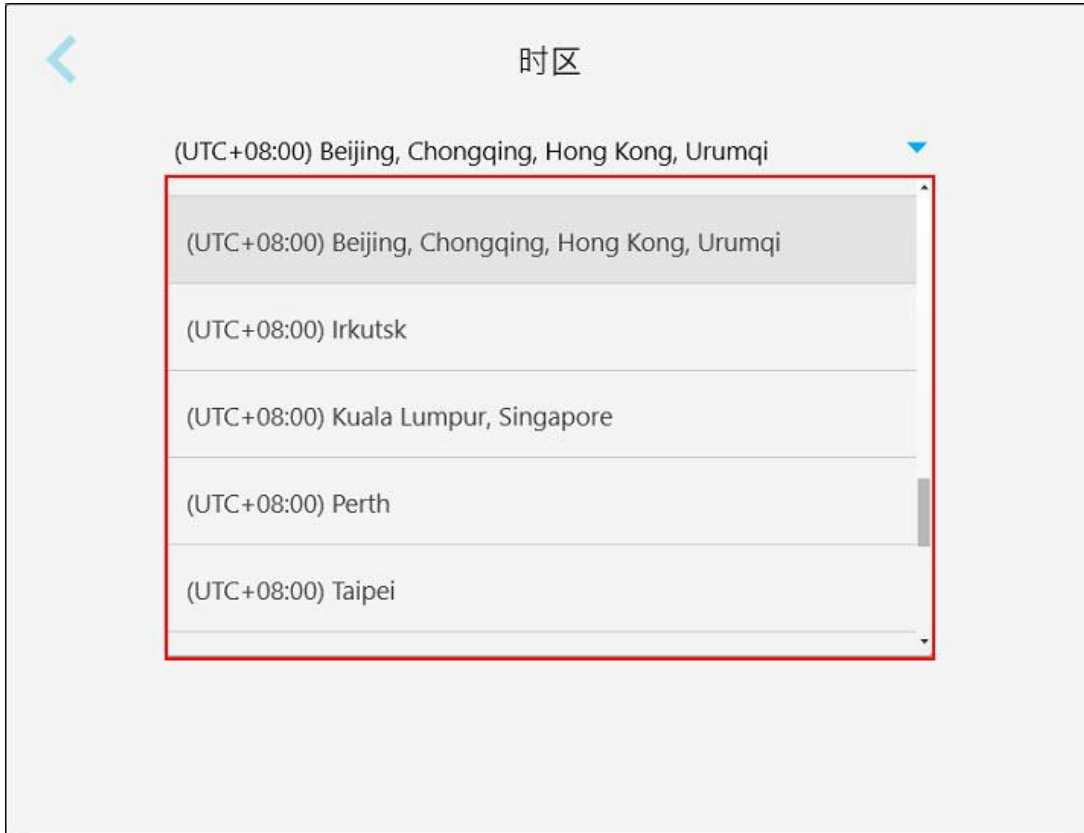 时区
(UTC+08:00) Beijing, Chongqing, Hong Kong, Urumqi
(UTC+08:00) Beijing, Chongqing, Hong Kong, Urumqi
(UTC+08:00) Irkutsk
(UTC+08:00) Kuala Lumpur, Singapore
(UTC+08:00) Perth
(UTC+08:00) Taipei